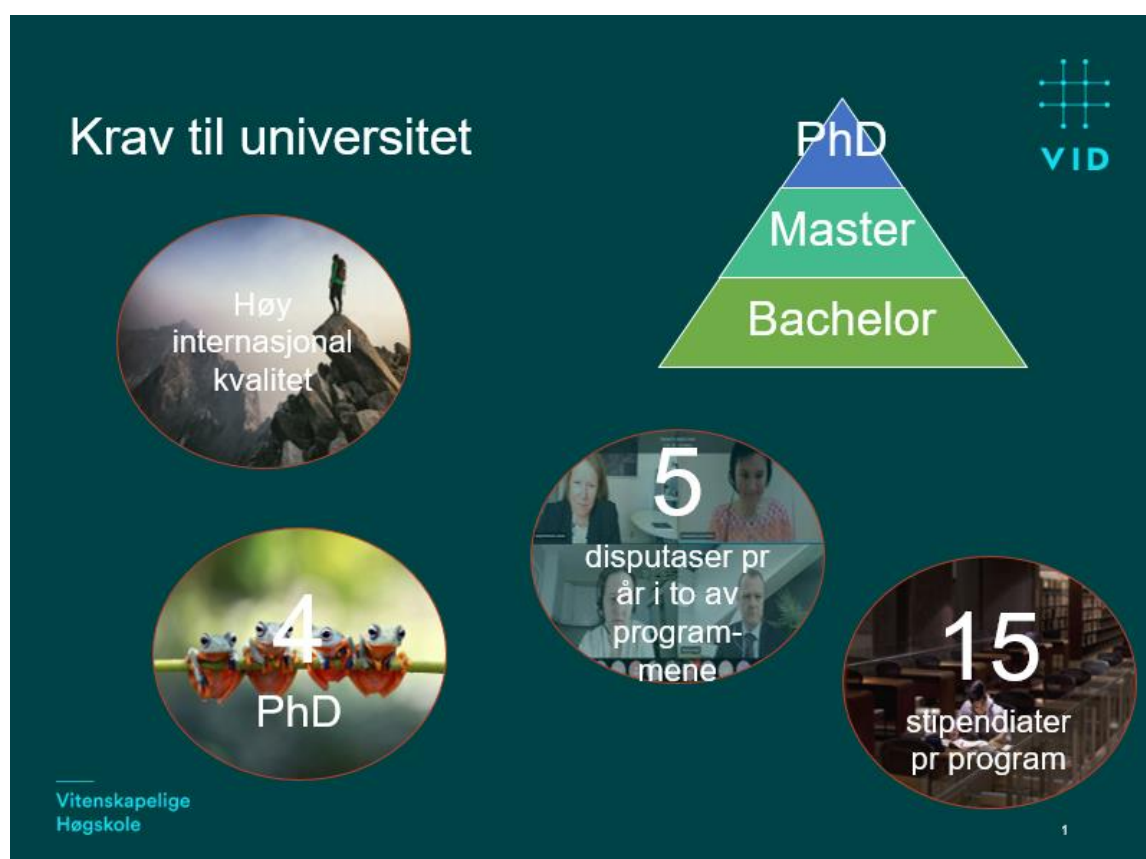 Krav til universitet
PhD
Master
Bachelor
VID
Høy
internasjonal
kvalitet
5
disputaser pr
år i to av
program-
mene
4
PhD
15
stipendiater
pr program
Vitenskapelige
Høgskole
1